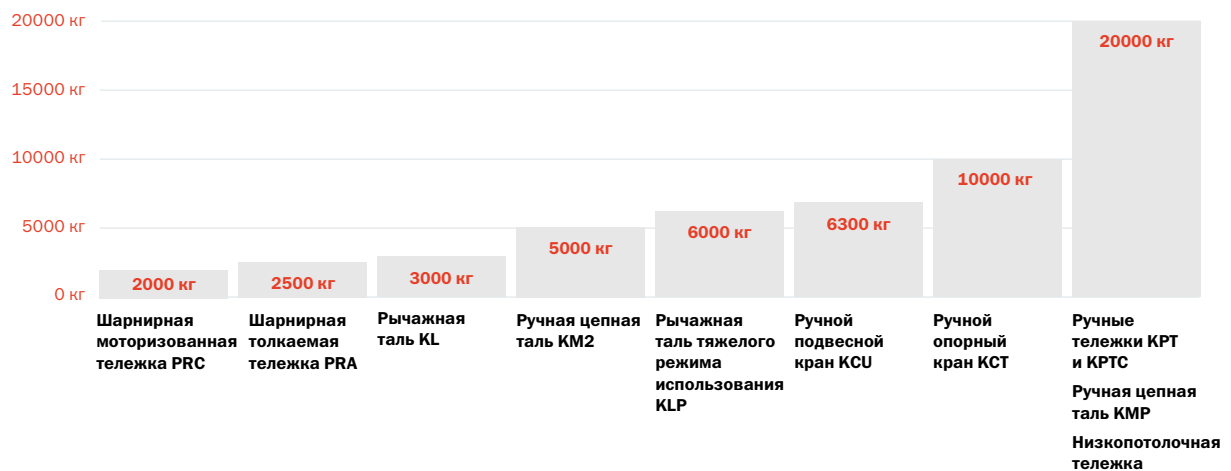 20000 кг
15000 кг
10000 кг
5000 кг
0 кг
2000 кг
2500 кг
3000 кг
5000 кг
6000 кг
6300 кг
10000 кг
20000 кг
Шарнирная
моторизованная
тележка PRC
Шарнирная
толкаемая
тележка PRA
Рычажная
таль KL
Ручная цепная
таль KM2
Рычажная
таль тяжелого
режима
использования
KLP
Ручной
подвесной
кран KCU
Ручной
опорный
кран KCT
Ручные
тележки KPT
и KPTC
Ручная цепная
таль KMP
Низкопотолочная
тележка